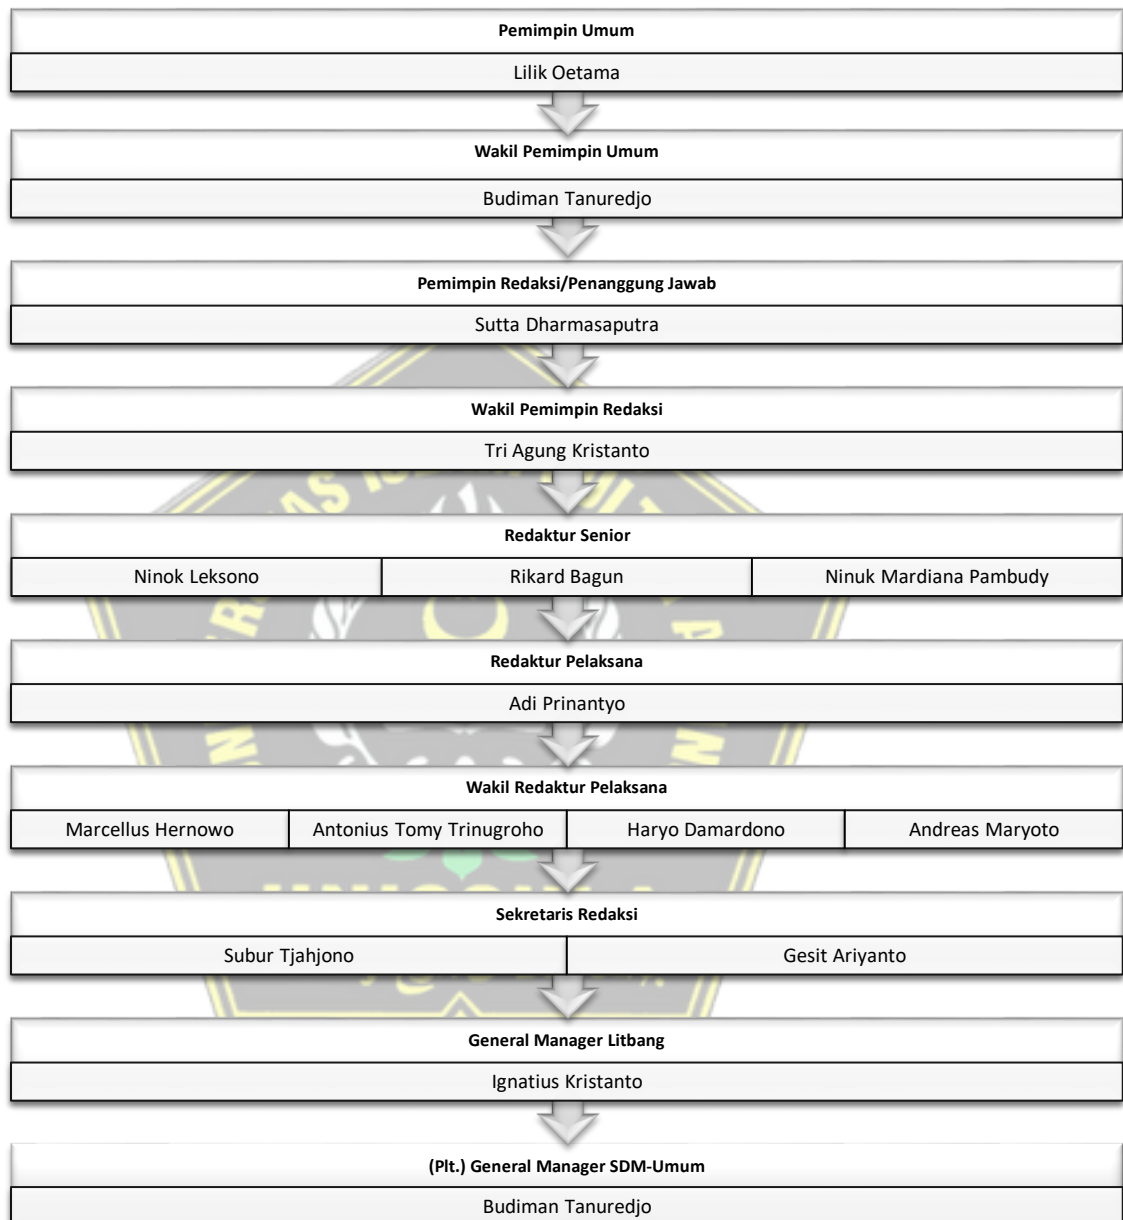 Pemimpin Umum
Lilik Oetama
Wakil Pemimpin Umum
Budiman Tanuredjo
Pemimpin Redaksi/Penanggung Jawab
Sutta Dharmasaputra
Wakil Pemimpin Redaksi
Tri Agung Kristanto
Redaktur Senior
Ninok Leksono Rikard Bagun Ninuk Mardiana Pambudy
Redaktur Pelaksana
Adi Prinantyo
Wakil Redaktur Pelaksana
Marcellus Hernowo Antonius Tomy Trinugroho Haryo Damardono Andreas Maryoto
Sekretaris Redaksi
Subur Tjahjono Gesit Ariyanto
General Manager Litbang
Ignatius Kristanto
(Plt.) General Manager SDM-Umum
Budiman Tanuredjo